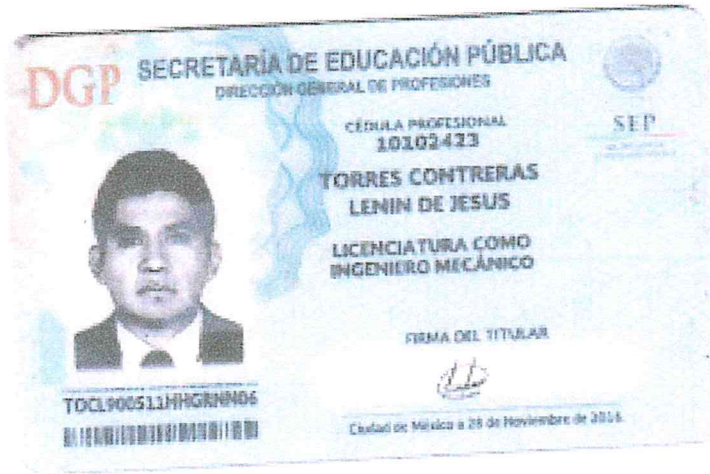 DGP
SECRETARÍA DE EDUCACIÓN PÚBLICA
DIRECCIÓN GENERAL DE PROFESIONES
CÉDULA PROFESIONAL
10102423
SEP
TORRES CONTRERAS
LENIN DE JESUS
LICENCIATURA COMO
INGENIERO MECÁNICO
FIRMA DEL TITULAR
TOCL900511HHGRNN06
Ciudad de México a 28 de Noviembre de 2016.